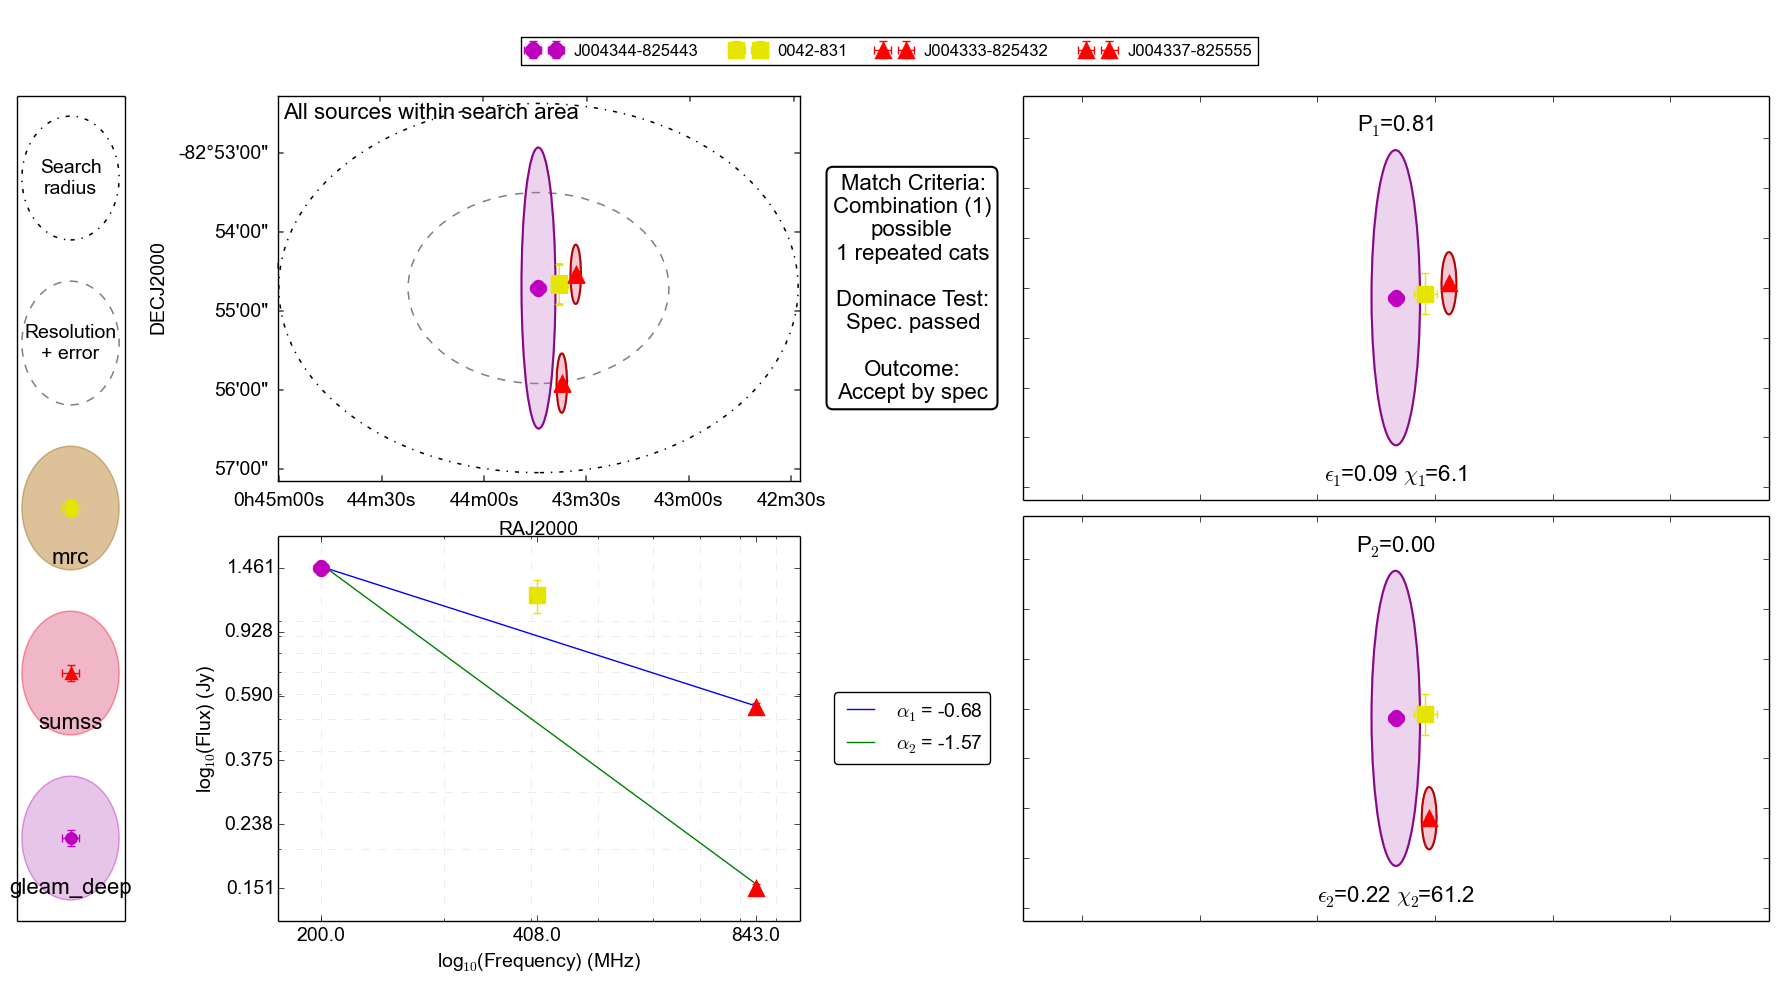 J004344-825443 0042-831 J004333-825432 J004337-825555
Search
radius
Resolution
+ error
mrc
sumss
gleam_deep
All sources within search area
DECJ2000
-82°53'00"
54'00"
55'00"
56'00"
57'00"
0h45m00s 44m30s 44m00s 43m30s 43m00s 42m30s
RAJ2000
Match Criteria:
Combination (1)
possible
1 repeated cats
Dominace Test:
Spec. passed
Outcome:
Accept by spec
P1=0.81
ϵ1=0.09 χ1=6.1
log10(Flux) (Jy)
1.461
0.928
0.590
0.375
0.238
0.151
200.0 408.0 843.0
log10(Frequency) (MHz)
α1 = -0.68
α2 = -1.57
P2=0.00
ϵ2=0.22 χ2=61.2